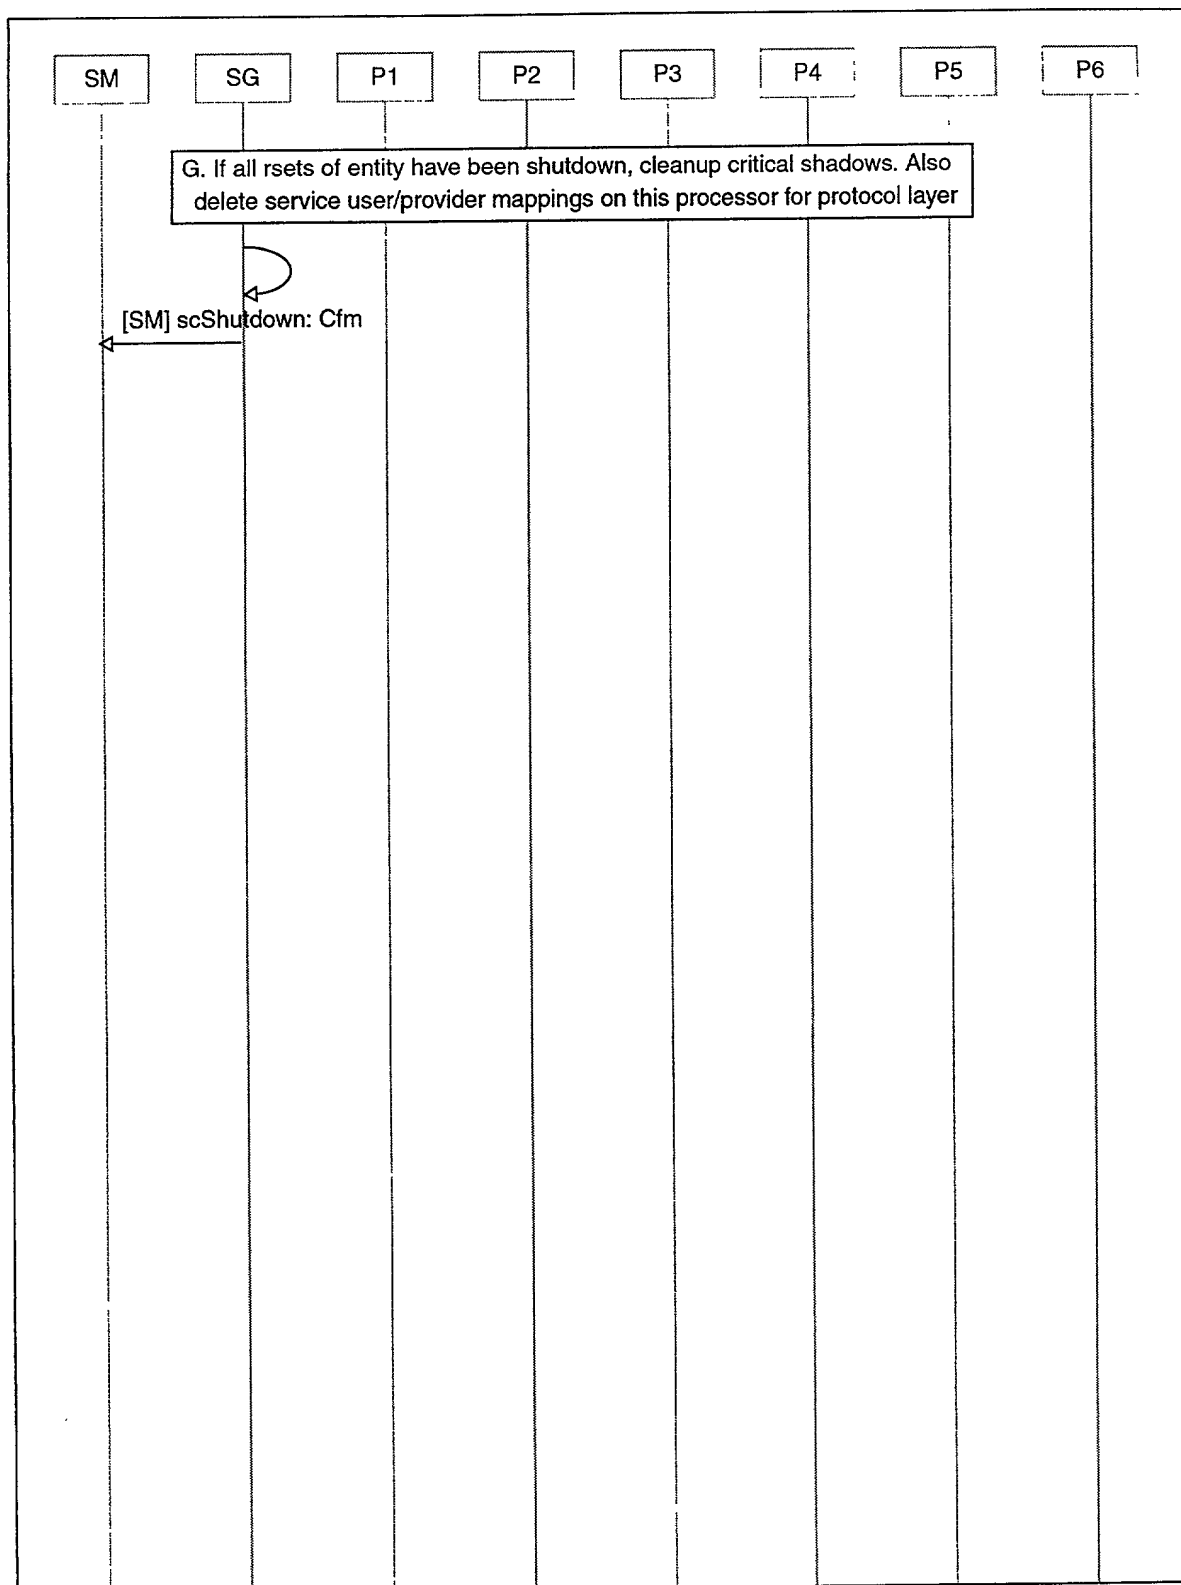 SM SG P1 P2 P3 P4 P5 P6
G. If all rsets of entity have been shutdown, cleanup critical shadows. Also
delete service user/provider mappings on this processor for protocol layer
[SM] scShutdown: Cfm